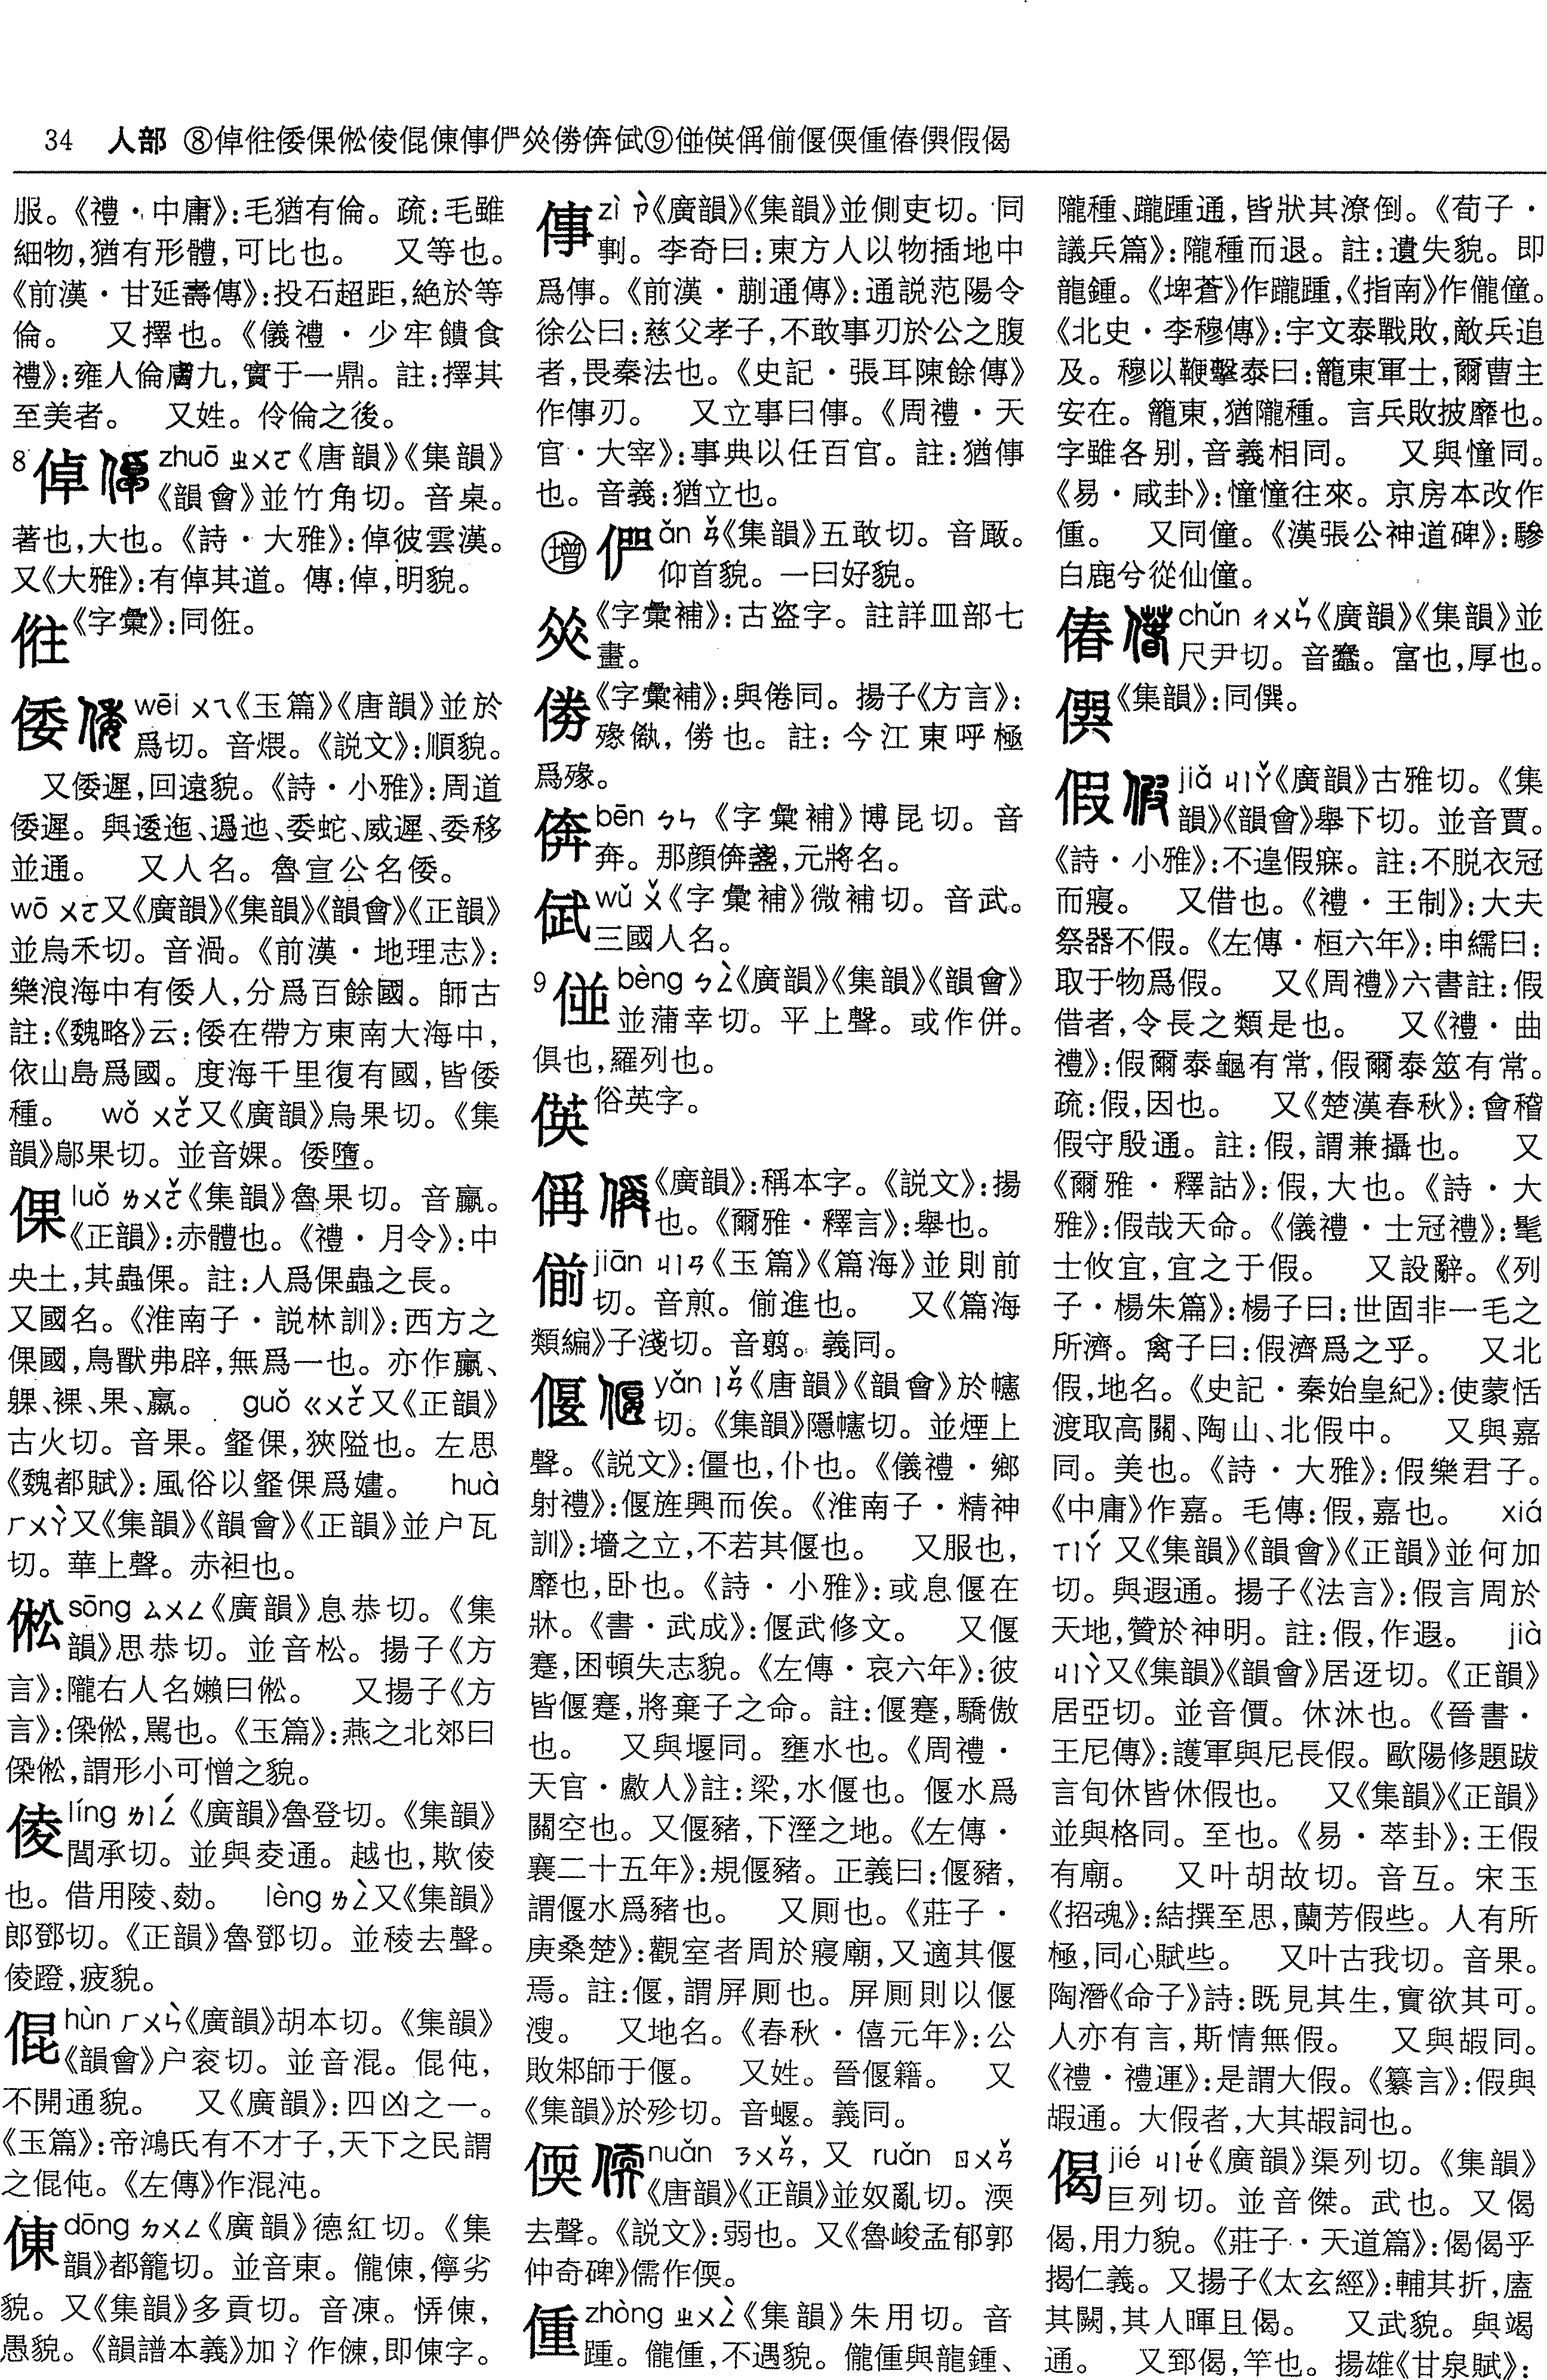 34 人部 ⑧倬倠倭倮倯倰倱倲倳㑨㑒㑗㑟㑛⑨偋偀偁偂偃偄偅偆僎假偈
服。《禮·中庸》:毛猶有倫。疏:毛雖
細物,猶有形體,可比也。 又等也。
《前漢·甘延壽傳》:投石超距,絶於等
倫。 又擇也。《儀禮·少牢饋食
禮》:雍人倫膚九,實于一鼎。註:擇其
至美者。 又姓。伶倫之後。
8 倬 zhuō ㄓㄨㄛ《唐韻》《集韻》
《韻會》並竹角切。音桌。
著也,大也。《詩·大雅》:倬彼雲漢。
又《大雅》:有倬其道。傳:倬,明貌。
《字彙》:同俇。
倭 wēi ㄨㄟ《玉篇》《唐韻》並於
爲切。音煨。《説文》:順貌。
又倭遲,回遠貌。《詩·小雅》:周道
倭遲。與逶迤、逶迆、委蛇、威遲、委移
並通。 又人名。魯宣公名倭。
wō ㄨㄛ又《廣韻》《集韻》《韻會》《正韻》
並烏禾切。音渦。《前漢·地理志》:
樂浪海中有倭人,分爲百餘國。師古
註:《魏略》云:倭在帶方東南大海中,
依山島爲國。度海千里復有國,皆倭
種。 wǒ ㄨㄛˇ又《廣韻》烏果切。《集
韻》鄔果切。並音婐。倭墮。
倮 luǒ ㄌㄨㄛˇ《集韻》魯果切。音臝。
《正韻》:赤體也。《禮·月令》:中
央土,其蟲倮。註:人爲倮蟲之長。
又國名。《淮南子·説林訓》:西方之
倮國,鳥獸弗辟,無爲一也。亦作臝、
躶、裸、果、蠃。 guǒ ㄍㄨㄛˇ又《正韻》
古火切。音果。䂺倮,狹隘也。左思
《魏都賦》:風俗以䂺倮爲嫿。 huà
ㄏㄨㄚˋ又《集韻》《韻會》《正韻》並户瓦
切。華上聲。赤袒也。
倯 sōng ㄙㄨㄥ《廣韻》息恭切。《集
韻》思恭切。並音松。揚子《方
言》:隴右人名嬾曰倯。 又揚子《方
言》:㑿倯,駡也。《玉篇》:燕之北郊曰
㑿倯,謂形小可憎之貌。
倰 líng ㄌㄧㄥˊ《廣韻》魯登切。《集韻》
閭承切。並與夌通。越也,欺倰
也。借用陵、㔁。 lèng ㄌㄥˋ又《集韻》
郎鄧切。《正韻》魯鄧切。並稜去聲。
倰蹬,疲貌。
倱 hùn ㄏㄨㄣˋ《廣韻》胡本切。《集韻》
《韻會》户衮切。並音混。倱伅,
不開通貌。 又《廣韻》:四凶之一。
《玉篇》:帝鴻氏有不才子,天下之民謂
之倱伅。《左傳》作混沌。
倲 dōng ㄉㄨㄥ《廣韻》德紅切。《集
韻》都籠切。並音東。儱倲,儜劣
貌。又《集韻》多貢切。音凍。㤯倲,
愚貌。《韻譜本義》加氵作𠗂,即倲字。
倳 zì ㄗˋ《廣韻》《集韻》並側吏切。同
剚。李奇曰:東方人以物插地中
爲倳。《前漢·蒯通傳》:通説范陽令
徐公曰:慈父孝子,不敢事刃於公之腹
者,畏秦法也。《史記·張耳陳餘傳》
作倳刃。 又立事曰倳。《周禮·天
官·大宰》:事典以任百官。註:猶倳
也。音義:猶立也。
㊞ ǎn ㄢˇ《集韻》五敢切。音厰。
仰首貌。一曰好貌。
《字彙補》:古盗字。註詳皿部七
畫。
《字彙補》:與倦同。揚子《方言》:
㱡㑉,㑃也。註:今江東呼極
爲㱡。
bēn ㄅㄣ《字彙補》博昆切。音
奔。那顔倴盞,元將名。
wǔ ㄨˇ《字彙補》微補切。音武。
三國人名。
9 bèng ㄅㄥˋ《廣韻》《集韻》《韻會》
並蒲幸切。平上聲。或作併。
俱也,羅列也。
偀 俗英字。
偁《廣韻》:稱本字。《説文》:揚
也。《爾雅·釋言》:舉也。
偂 jiān ㄐㄧㄢ《玉篇》《篇海》並則前
切。音煎。偂進也。 又《篇海
類編》子淺切。音翦。義同。
偃 yǎn ㄧㄢˇ《唐韻》《韻會》於幰
切。《集韻》隱幰切。並煙上
聲。《説文》:僵也,仆也。《儀禮·鄉
射禮》:偃旌興而俟。《淮南子·精神
訓》:墻之立,不若其偃也。 又服也,
靡也,卧也。《詩·小雅》:或息偃在
牀。《書·武成》:偃武修文。 又偃
蹇,困頓失志貌。《左傳·哀六年》:彼
皆偃蹇,將棄子之命。註:偃蹇,驕傲
也。 又與堰同。壅水也。《周禮·
天官·䱷人》註:梁,水偃也。偃水爲
關空也。又偃豬,下溼之地。《左傳·
襄二十五年》:規偃豬。正義曰:偃豬,
謂偃水爲豬也。 又厠也。《莊子·
庚桑楚》:觀室者周於寢廟,又適其偃
焉。註:偃,謂屏厠也。屏厠則以偃
溲。 又地名。《春秋·僖元年》:公
敗邾師于偃。 又姓。晉偃籍。 又
《集韻》於殄切。音蝘。義同。
偄 nuǎn ㄋㄨㄢˇ,又 ruǎn ㄖㄨㄢˇ
《唐韻》《正韻》並奴亂切。渜
去聲。《説文》:弱也。又《魯峻孟郁郭
仲奇碑》儒作偄。
偅 zhòng ㄓㄨㄥˋ《集韻》朱用切。音
踵。儱偅,不遇貌。儱偅與龍鍾、
隴種、躘踵通,皆狀其潦倒。《荀子·
議兵篇》:隴種而退。註:遺失貌。即
龍鍾。《埤蒼》作躘踵,《指南》作儱僮。
《北史·李穆傳》:宇文泰戰敗,敵兵追
及。穆以鞭擊泰曰:籠東軍士,爾曹主
安在。籠東,猶隴種。言兵敗披靡也。
字雖各别,音義相同。 又與憧同。
《易·咸卦》:憧憧往來。京房本改作
偅。 又同僮。《漢張公神道碑》:驂
白鹿兮從仙僮。
偆 chǔn ㄔㄨㄣˇ《廣韻》《集韻》並
尺尹切。音蠢。富也,厚也。
《集韻》:同僎。
假 jiǎ ㄐㄧㄚˇ《廣韻》古雅切。《集
韻》《韻會》舉下切。並音賈。
《詩·小雅》:不遑假寐。註:不脱衣冠
而寢。 又借也。《禮·王制》:大夫
祭器不假。《左傳·桓六年》:申繻曰:
取于物爲假。 又《周禮》六書註:假
借者,令長之類是也。 又《禮·曲
禮》:假爾泰龜有常,假爾泰筮有常。
疏:假,因也。 又《楚漢春秋》:會稽
假守殷通。註:假,謂兼攝也。 又
《爾雅·釋詁》:假,大也。《詩·大
雅》:假哉天命。《儀禮·士冠禮》:髦
士攸宜,宜之于假。 又設辭。《列
子·楊朱篇》:楊子曰:世固非一毛之
所濟。禽子曰:假濟爲之乎。 又北
假,地名。《史記·秦始皇紀》:使蒙恬
渡取高闕、陶山、北假中。 又與嘉
同。美也。《詩·大雅》:假樂君子。
《中庸》作嘉。毛傳:假,嘉也。 xiá
ㄒㄧㄚˊ 又《集韻》《韻會》《正韻》並何加
切。與遐通。揚子《法言》:假言周於
天地,贊於神明。註:假,作遐。 jià
ㄐㄧㄚˋ又《集韻》《韻會》居迓切。《正韻》
居亞切。並音價。休沐也。《晉書·
王尼傳》:護軍與尼長假。歐陽修題跋
言旬休皆休假也。 又《集韻》《正韻》
並與格同。至也。《易·萃卦》:王假
有廟。 又叶胡故切。音互。宋玉
《招魂》:結撰至思,蘭芳假些。人有所
極,同心賦些。 又叶古我切。音果。
陶潛《命子》詩:既見其生,實欲其可。
人亦有言,斯情無假。 又與嘏同。
《禮·禮運》:是謂大假。《纂言》:假與
嘏通。大假者,大其嘏詞也。
偈 jié ㄐㄧㄝˊ《廣韻》渠列切。《集韻》
巨列切。並音傑。武也。又偈
偈,用力貌。《莊子·天道篇》:偈偈乎
揭仁義。又揚子《太玄經》:輔其折,廅
其闕,其人暉且偈。 又武貌。與竭
通。 又郅偈,竿也。揚雄《甘泉賦》: